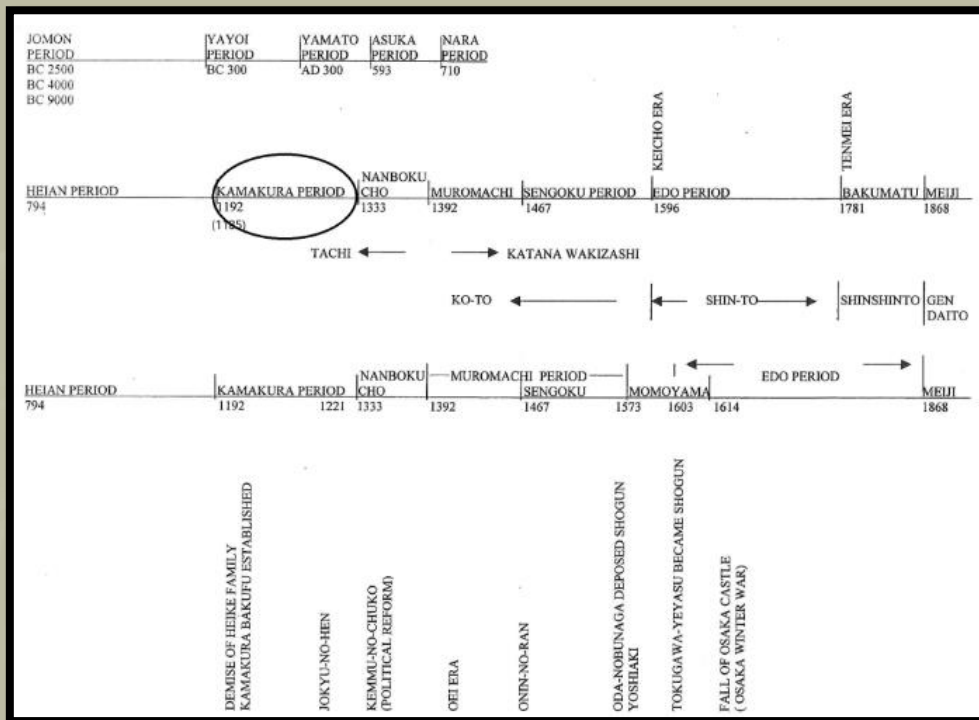 JOMON
PERIOD
BC 2500
BC 4000
BC 9000
YAYOI
PERIOD
BC 300
YAMATO
PERIOD
AD 300
ASUKA
PERIOD
593
NARA
PERIOD
710
KEICHO ERA
TENMEI ERA
HEIAN PERIOD
794
KAMAKURA PERIOD
1192
(1185)
NANBOKU
CHO
1333
MUROMACHI
1392
SENGOKU PERIOD
1467
EDO PERIOD
1596
BAKUMATU
1781
MEIJI
1868
TACHI
KATANA WAKIZASHI
KO-TO
SHIN-TO
SHINSHINTO
GEN
DAITO
HEIAN PERIOD
794
KAMAKURA PERIOD
1192
1221
NANBOKU
CHO
1333
MUROMACHI PERIOD
1392
SENGOKU
1467
1573
MOMOYAMA
1603
1614
EDO PERIOD
MEIJI
1868
DEMISE OF HEIKE FAMILY
KAMAKURA BAKUFU ESTABLISHED
JOKYU-NO-HEN
KEMMU-NO-CHUKO
(POLITICAL REFORM)
OEI ERA
ONIN-NO-RAN
ODA-NOBUNAGA DEPOSED SHOGUN
YOSHIAKI
TOKUGAWA-YEYASU BECAME SHOGUN
FALL OF OSAKA CASTLE
( OSAKA WINTER WAR)